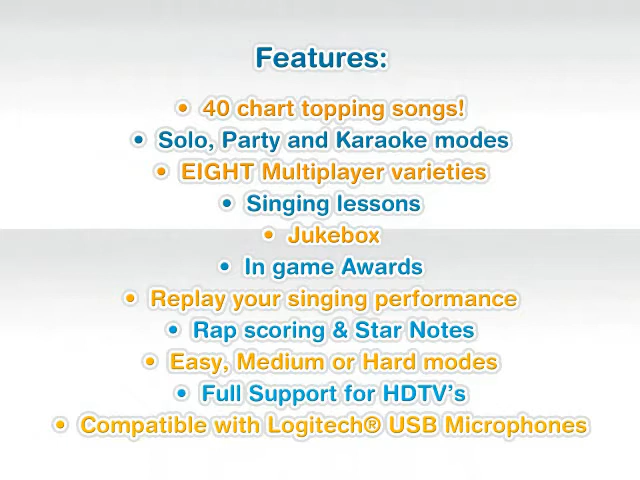 Features:
• 40 chart topping songs!
• Solo, Party and Karaoke modes
• EIGHT Multiplayer varieties
• Singing lessons
• Jukebox
• In game Awards
• Replay your singing performance
• Rap scoring & Star Notes
• Easy, Medium or Hard modes
• Full Support for HDTV's
• Compatible with Logitech® USB Microphones